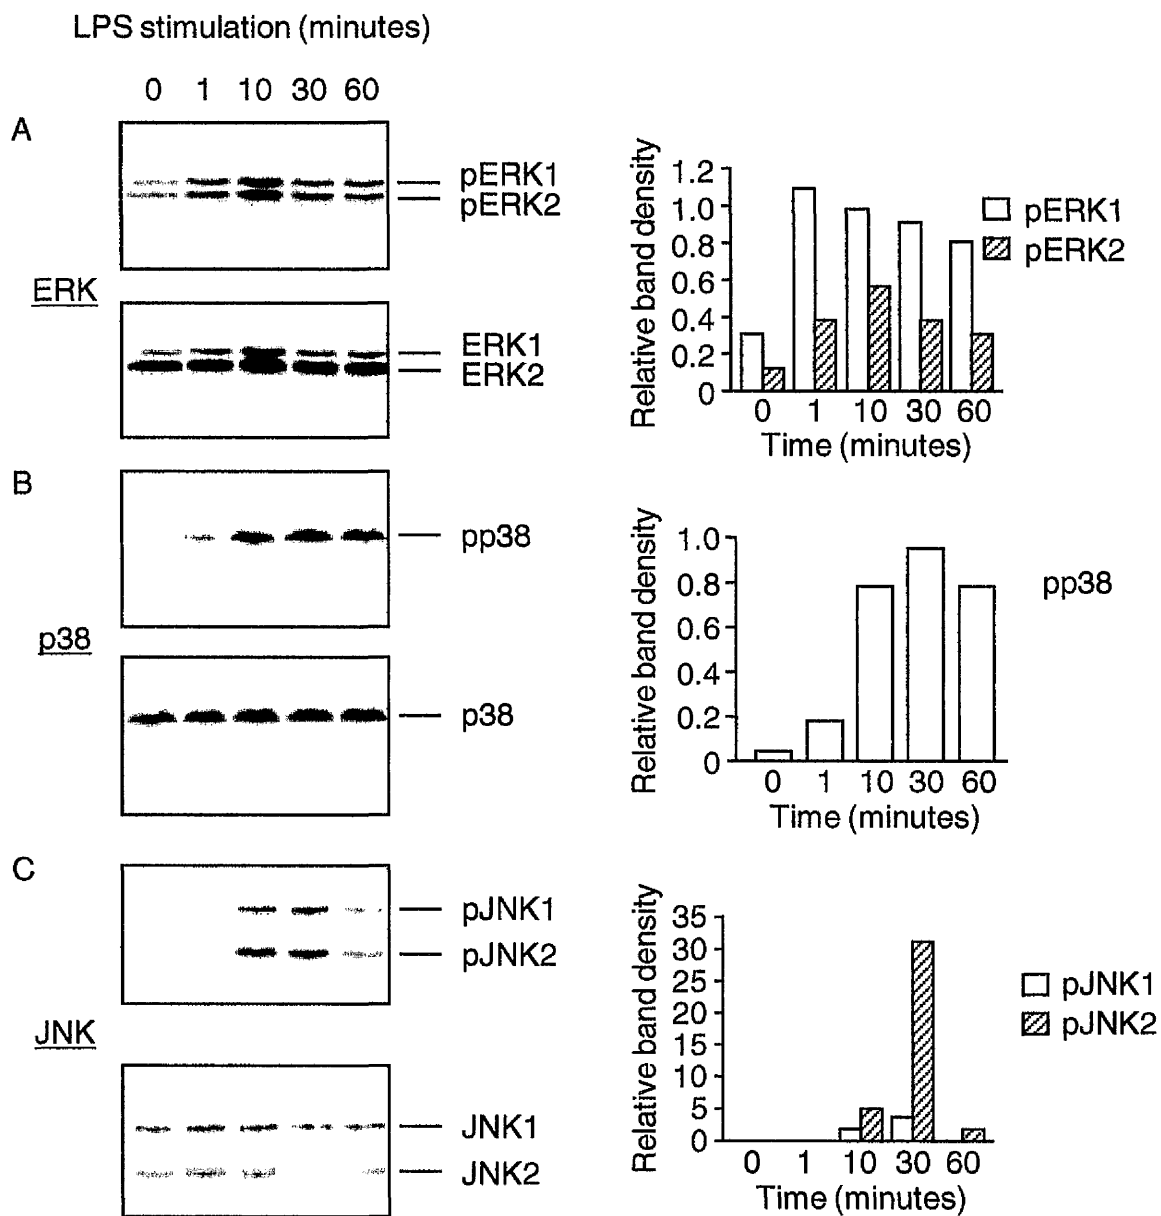 LPS stimulation (minutes)
0 1 10 30 60
A
pERK1
pERK2
ERK
ERK1
ERK2
Relative band density
1.2
1.0
0.8
0.6
0.4
0.2
0
0 1 10 30 60
Time (minutes)
pERK1
pERK2
B
pp38
p38
p38
Relative band density
1.0
0.8
0.6
0.4
0.2
0
0 1 10 30 60
Time (minutes)
pp38
C
pJNK1
pJNK2
JNK
JNK1
JNK2
Relative band density
35
30
25
20
15
10
5
0
0 1 10 30 60
Time (minutes)
pJNK1
pJNK2